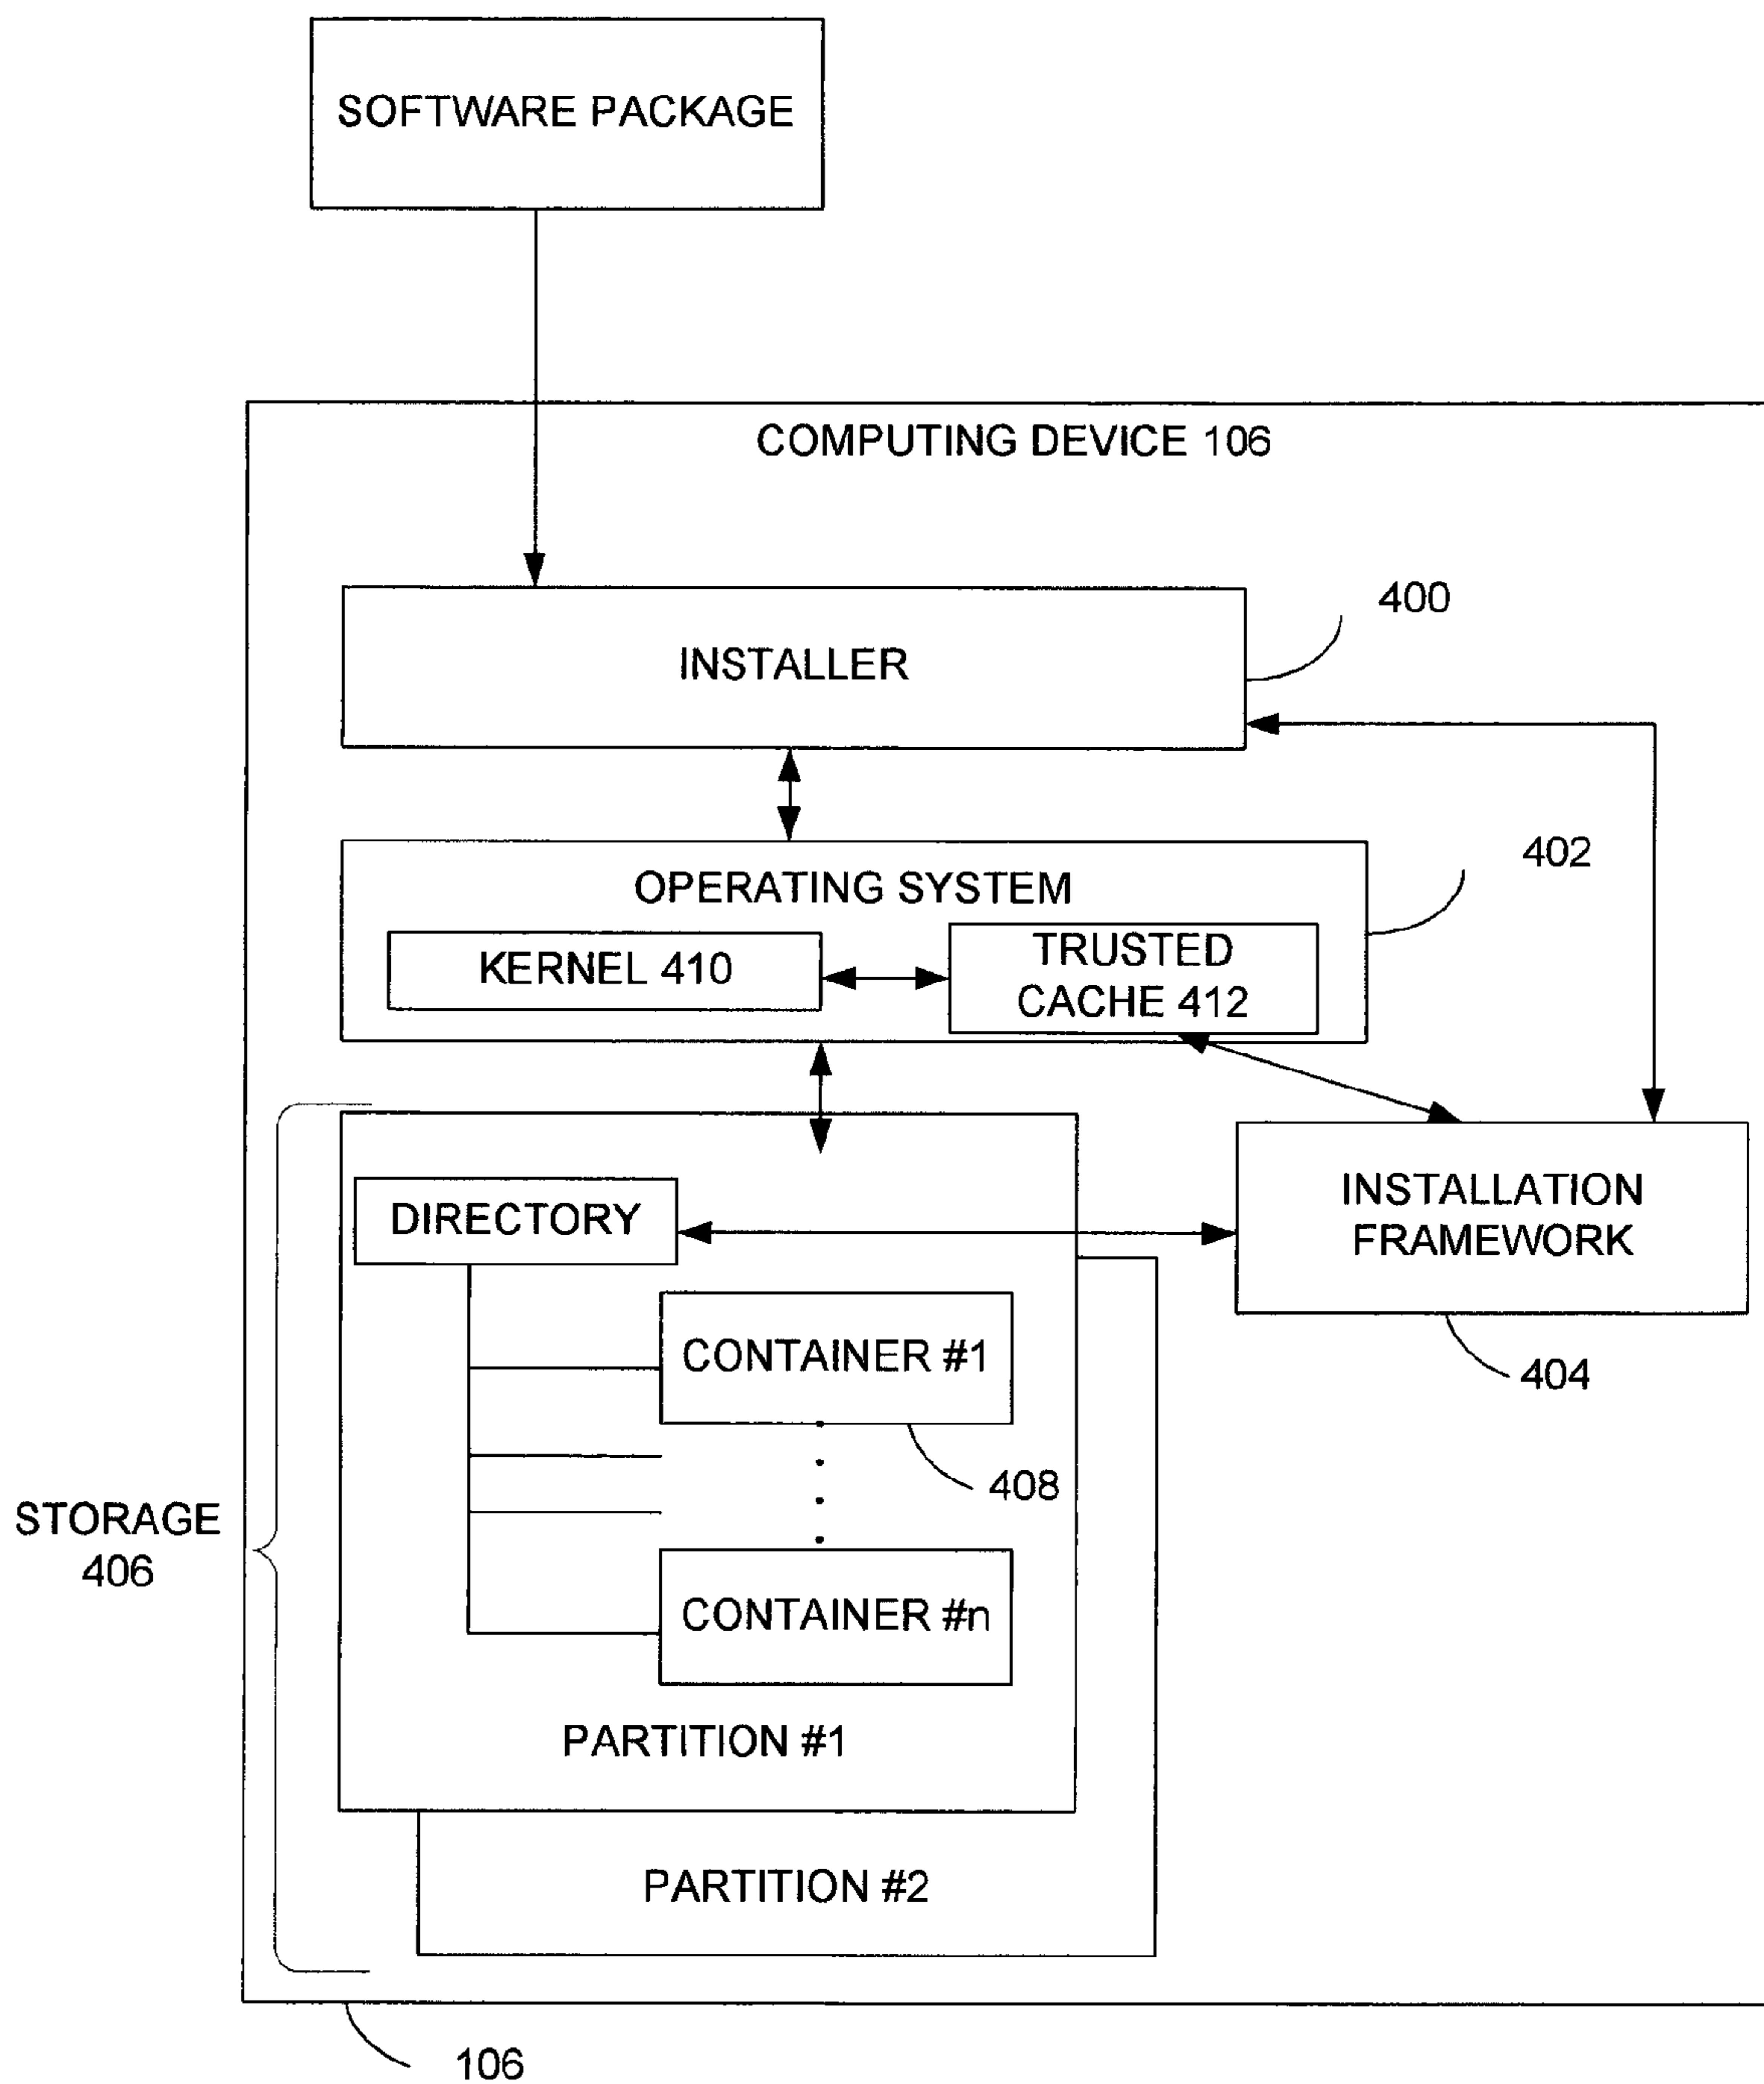 SOFTWARE PACKAGE
COMPUTING DEVICE 106
400
INSTALLER
402
OPERATING SYSTEM
KERNEL 410
TRUSTED
CACHE 412
INSTALLATION
FRAMEWORK
404
DIRECTORY
CONTAINER #1
408
STORAGE
406
CONTAINER #n
PARTITION #1
PARTITION #2
106